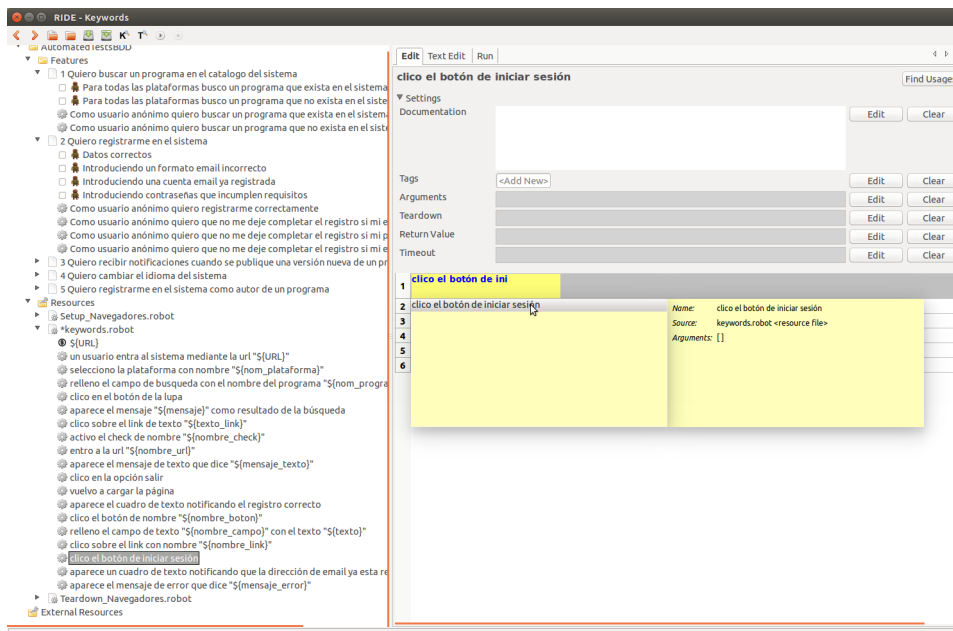 RIDE - Keywords
AutomatedTestsBDD
Features
1 Quiero buscar un programa en el catalogo del sistema
Para todas las plataformas busco un programa que exista en el sistema
Para todas las plataformas busco un programa que no exista en el siste
Como usuario anónimo quiero buscar un programa que exista en el sistem
Como usuario anónimo quiero buscar un programa que no exista en el sist
2 Quiero registrarme en el sistema
Datos correctos
Introduciendo un formato email incorrecto
Introduciendo una cuenta email ya registrada
Introduciendo contraseñas que incumplen requisitos
Como usuario anónimo quiero registrarme correctamente
Como usuario anónimo quiero que no me deje completar el registro si mi e
Como usuario anónimo quiero que no me deje completar el registro si mi p
Como usuario anónimo quiero que no me deje completar el registro si mi e
3 Quiero recibir notificaciones cuando se publique una versión nueva de un pr
4 Quiero cambiar el idioma del sistema
5 Quiero registrarme en el sistema como autor de un programa
Resources
Setup_Navegadores.robot
*keywords.robot
${URL}
un usuario entra al sistema mediante la url "${URL}"
selecciono la plataforma con nombre "${nom_plataforma}"
relleno el campo de busqueda con el nombre del programa "${nom_progra
clico en el botón de la lupa
aparece el mensaje "${mensaje}" como resultado de la búsqueda
clico sobre el link de texto "${texto_link}"
activo el check de nombre "${nombre_check}"
entro a la url "${nombre_url}"
aparece el mensaje de texto que dice "${mensaje_texto}"
clico en la opción salir
vuelvo a cargar la página
aparece el cuadro de texto notificando el registro correcto
clico el botón de nombre "${nombre_boton}"
relleno el campo de texto "${nombre_campo}" con el texto "${texto}"
clico sobre el link con nombre "${nombre_link}"
clico el botón de iniciar sesión
aparece un cuadro de texto notificando que la dirección de email ya esta re
aparece el mensaje de error que dice "${mensaje_error}"
Teardown_Navegadores.robot
External Resources
Edit Text Edit Run
clico el botón de iniciar sesión Find Usage
Settings
Documentation Edit Clear
Tags <Add New> Edit Clear
Arguments Edit Clear
Teardown Edit Clear
Return Value Edit Clear
Timeout Edit Clear
1 clico el botón de ini
2 clico el botón de iniciar sesión
3
4
5
6
Name: clico el botón de iniciar sesión
Source: keywords.robot <resource file>
Arguments: [ ]